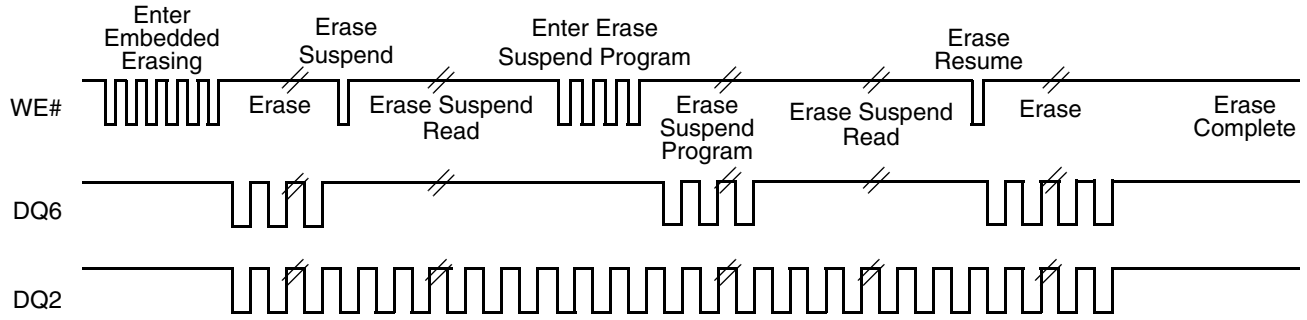 Enter
Embedded
Erasing
Erase
Suspend
Enter Erase
Suspend Program
Erase
Resume
WE#
Erase
Erase Suspend
Read
Erase
Suspend
Program
Erase Suspend
Read
Erase
Erase
Complete
DQ6
DQ2